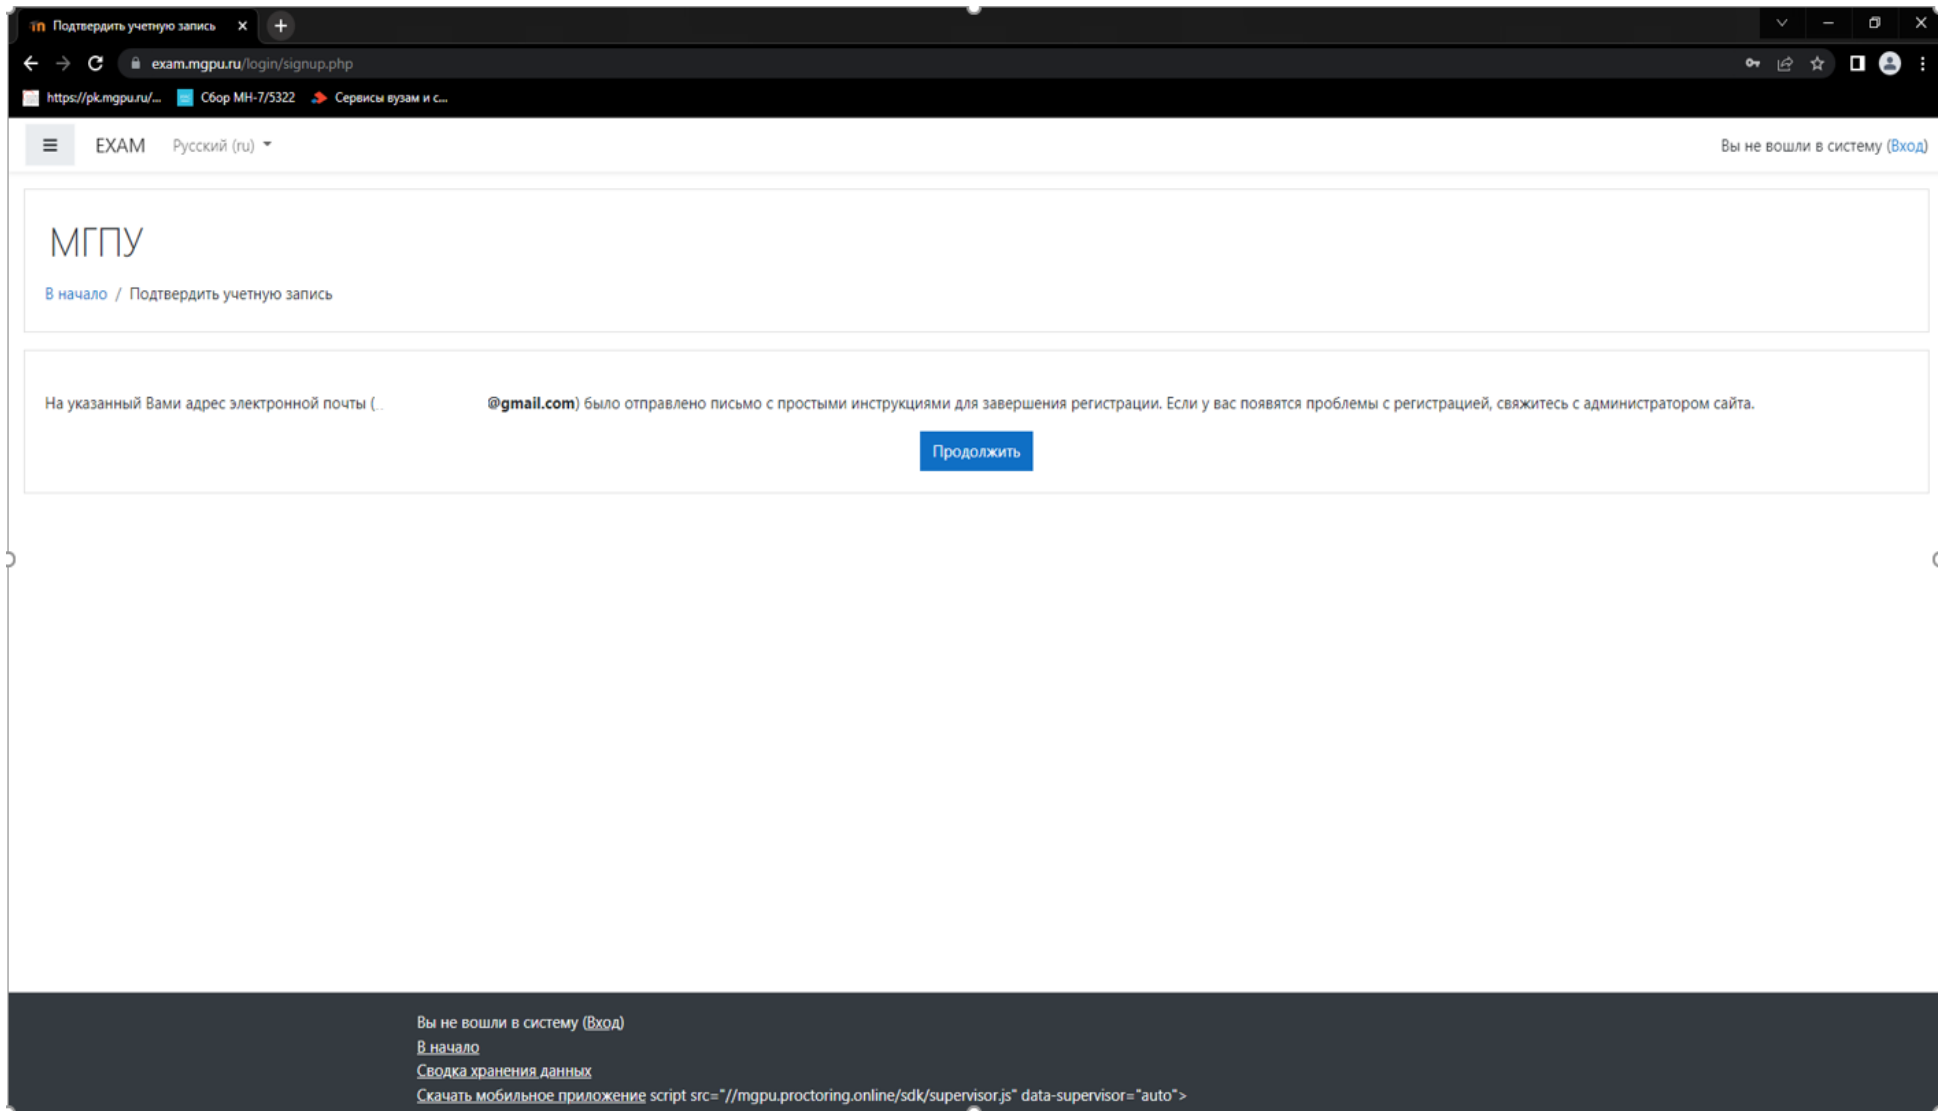 Подтвердить учетную запись
exam.mgpu.ru/login/signup.php
https://pk.mgpu.ru/... Сбор МН-7/5322 Сервисы вузам и с...
EXAM Русский (ru) Вы не вошли в систему (Вход)
МГПУ
В начало / Подтвердить учетную запись
На указанный Вами адрес электронной почты ( @gmail.com) было отправлено письмо с простыми инструкциями для завершения регистрации. Если у вас появятся проблемы с регистрацией, свяжитесь с администратором сайта.
Продолжить
Вы не вошли в систему (Вход)
В начало
Сводка хранения данных
Скачать мобильное приложение script src="//mgpu.proctoring.online/sdk/supervisor.js" data-supervisor="auto">